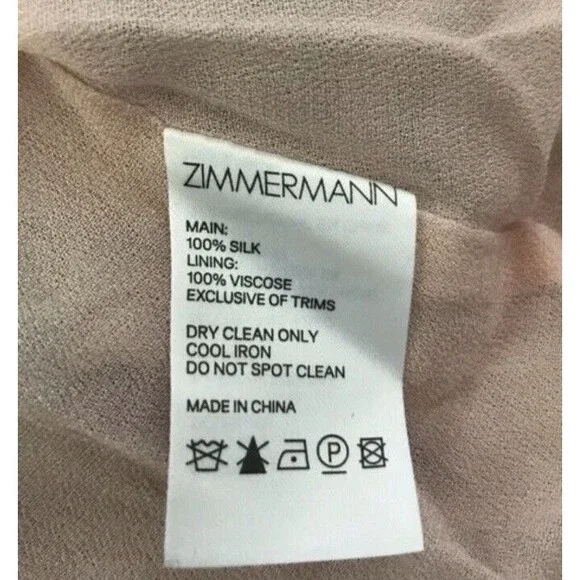 ZIMMERMANN
MAIN:
100% SILK
LINING:
100% VISCOSE
EXCLUSIVE OF TRIMS
DRY CLEAN ONLY
COOL IRON
DO NOT SPOT CLEAN
MADE IN CHINA
P